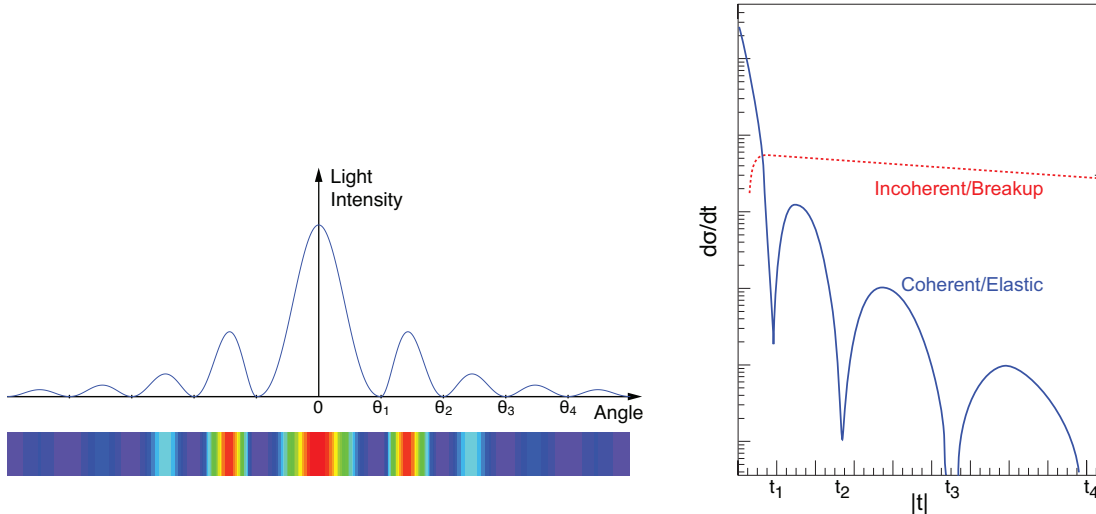 Light
Intensity
0
θ1
θ2
θ3
θ4
Angle
dσ/dt
Incoherent/Breakup
Coherent/Elastic
t1
t2
t3
t4
|t|